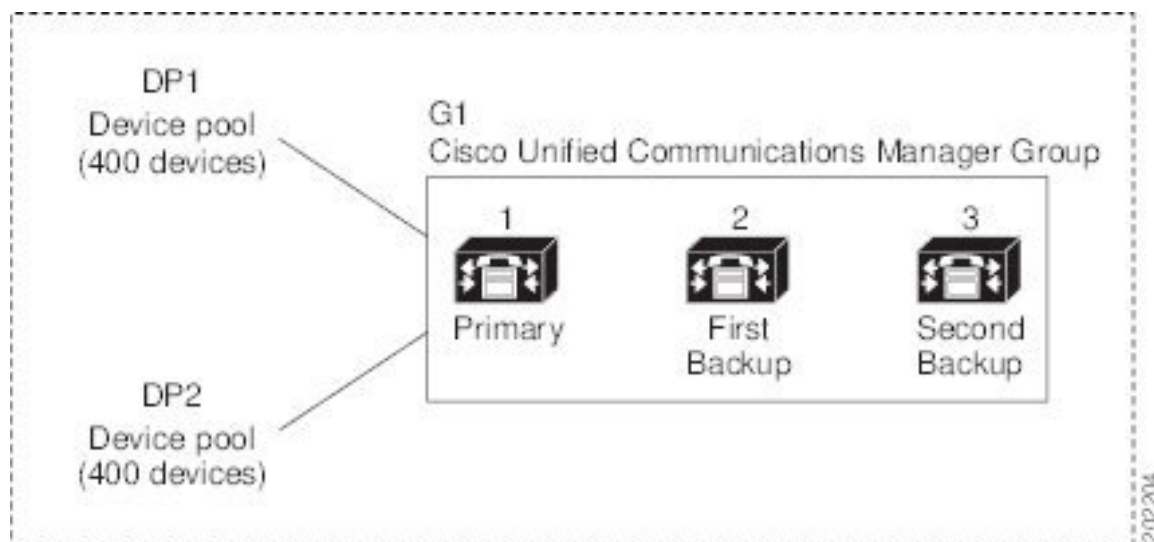 DP1
Device pool
(400 devices)
G1
Cisco Unified Communications Manager Group
1
2
3
Primary
First
Backup
Second
Backup
DP2
Device pool
(400 devices)
202204